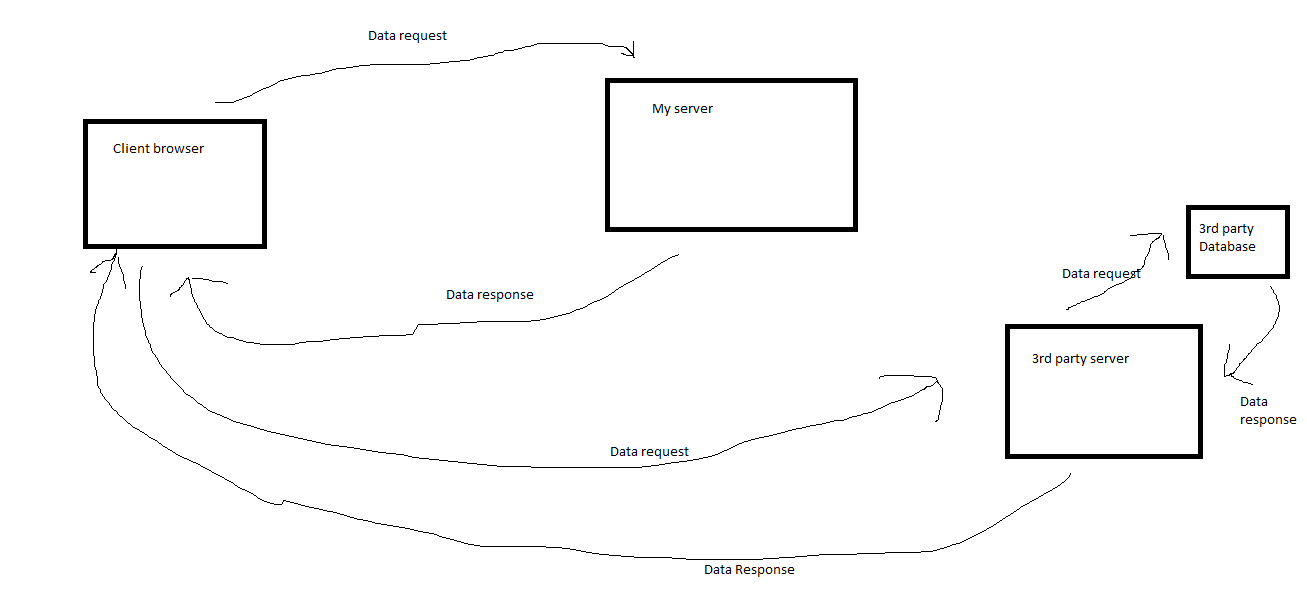 Data request
My server
Client browser
3rd party
Database
Data request
Data response
3rd party server
Data
response
Data request
Data Response